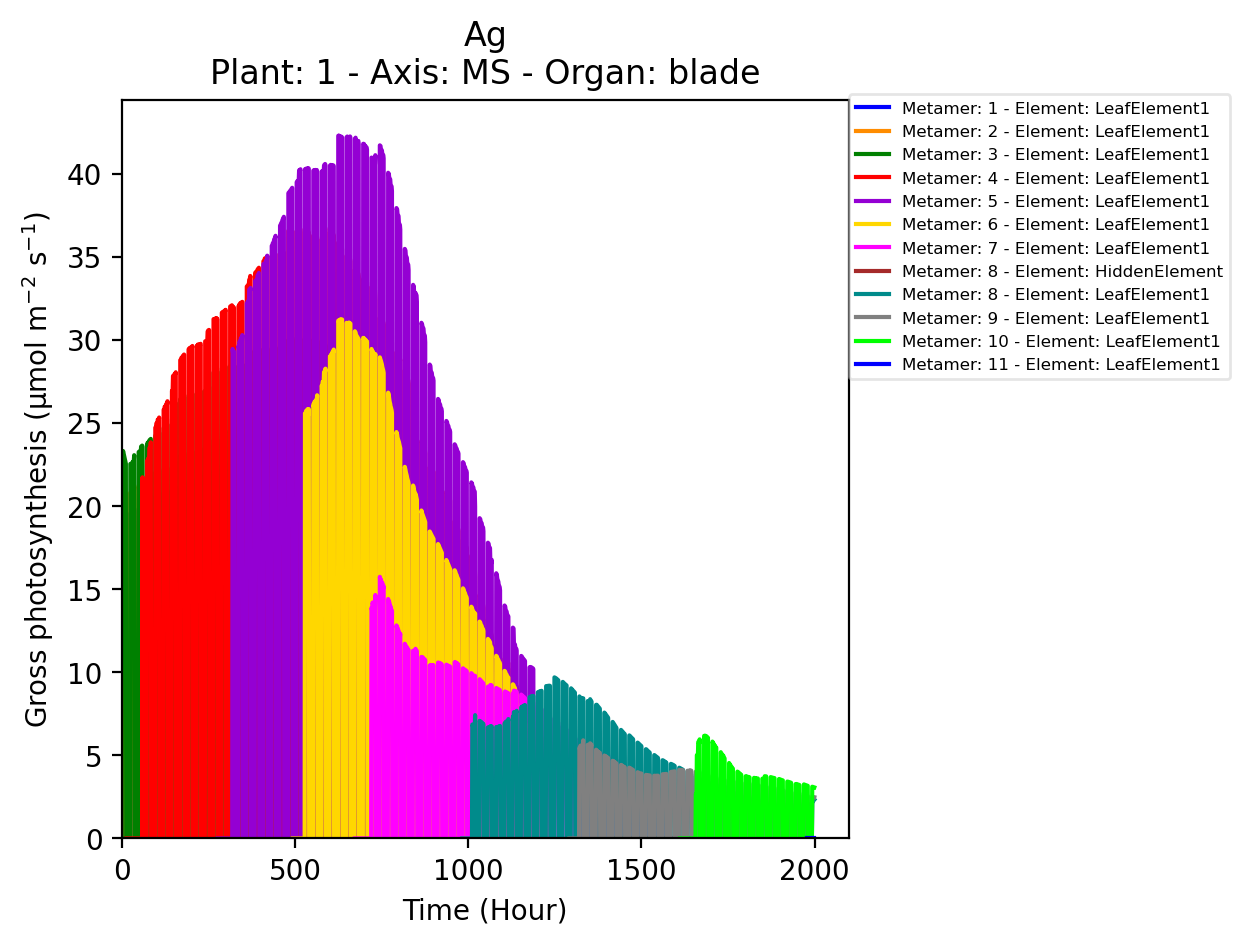 Ag
Plant: 1 - Axis: MS - Organ: blade
Gross photosynthesis (µmol m⁻² s⁻¹)
40
35
30
25
20
15
10
5
0
0 500 1000 1500 2000
Time (Hour)
Metamer: 1 - Element: LeafElement1
Metamer: 2 - Element: LeafElement1
Metamer: 3 - Element: LeafElement1
Metamer: 4 - Element: LeafElement1
Metamer: 5 - Element: LeafElement1
Metamer: 6 - Element: LeafElement1
Metamer: 7 - Element: LeafElement1
Metamer: 8 - Element: HiddenElement
Metamer: 8 - Element: LeafElement1
Metamer: 9 - Element: LeafElement1
Metamer: 10 - Element: LeafElement1
Metamer: 11 - Element: LeafElement1